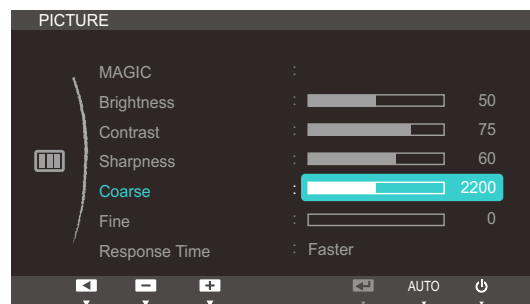 PICTURE
MAGIC :
Brightness : 50
Contrast : 75
Sharpness : 60
Coarse : 2200
Fine : 0
Response Time : Faster
AUTO